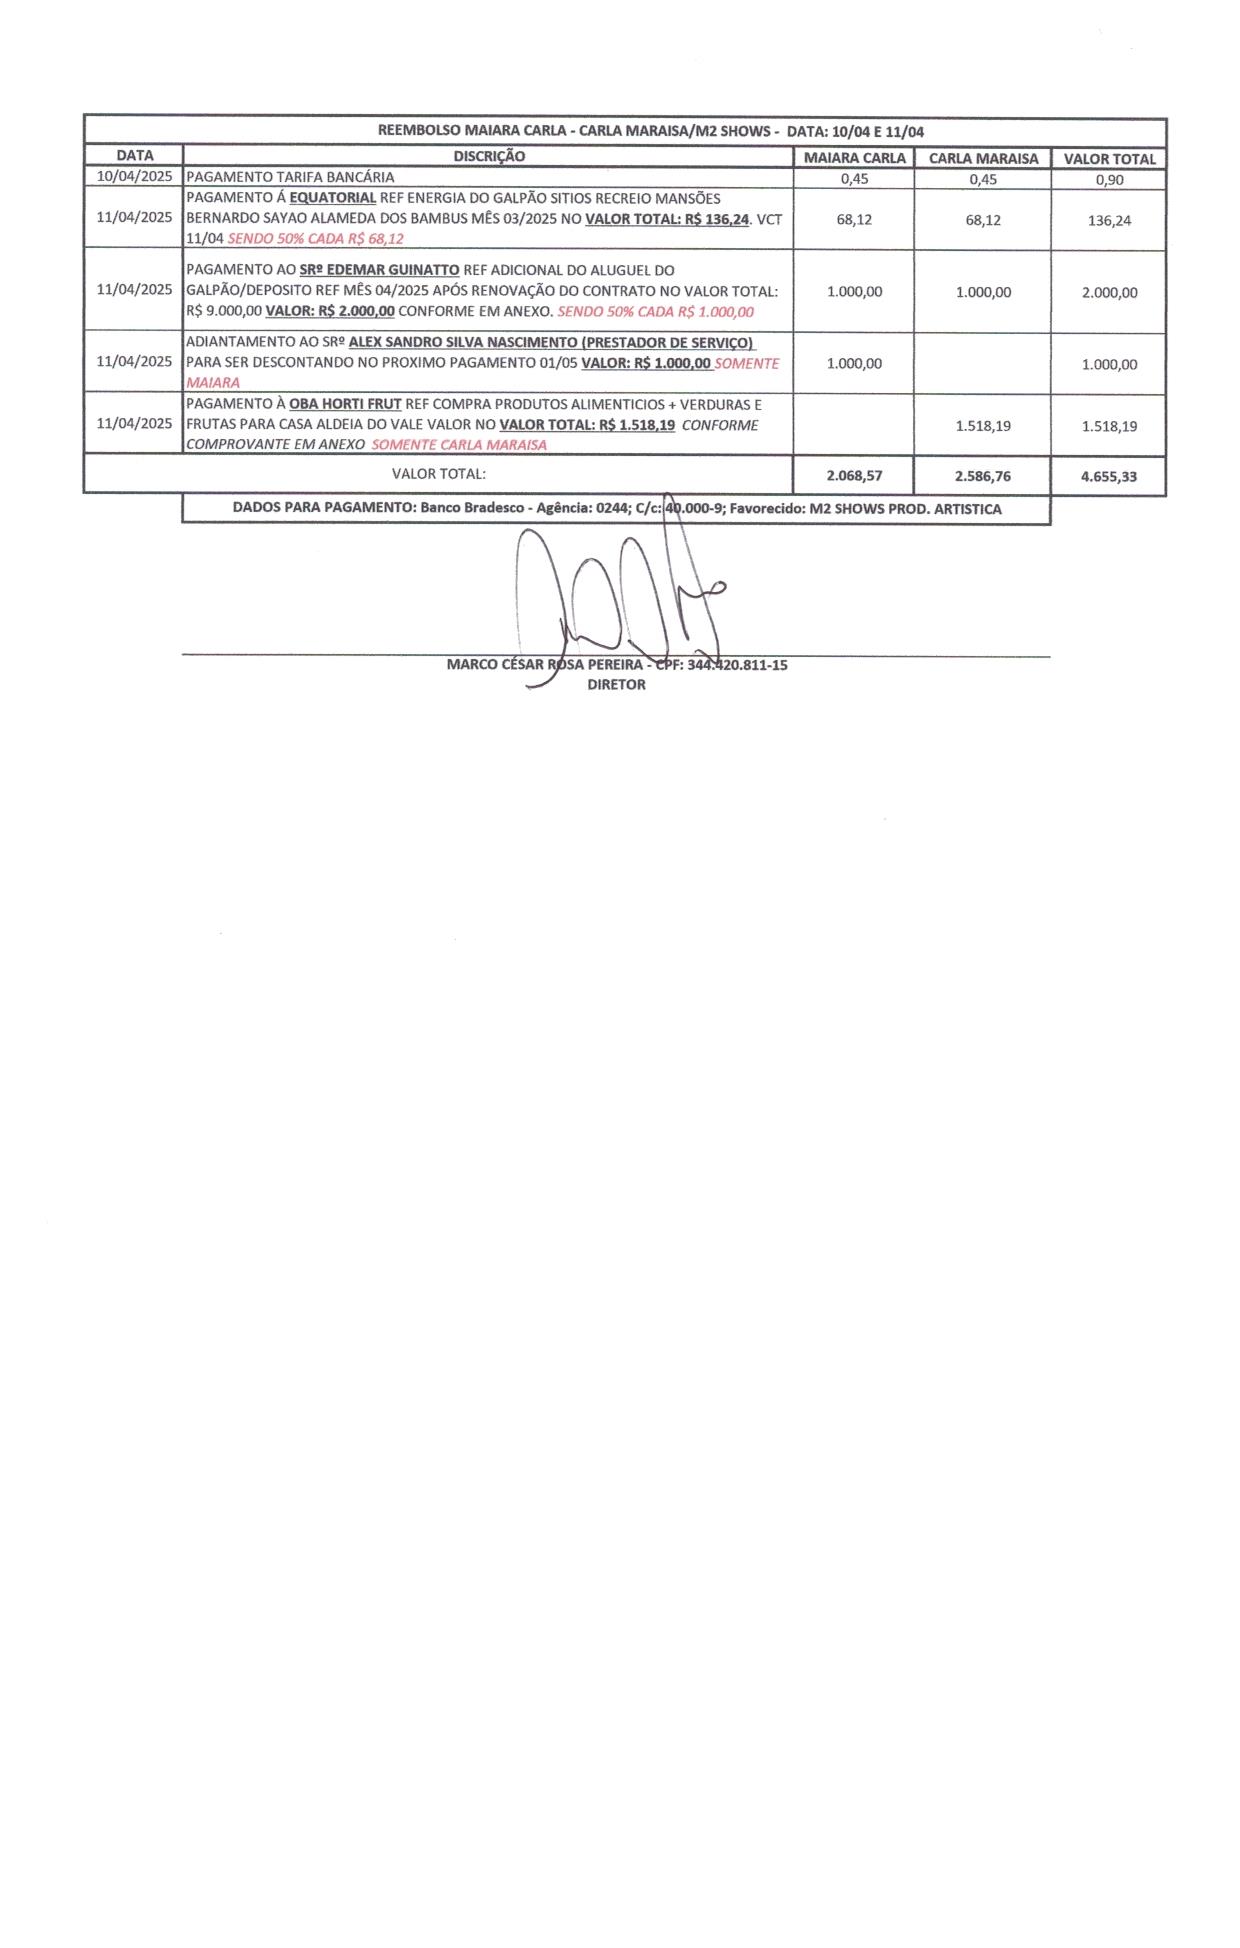 REEMBOLSO MAIARA CARLA - CARLA MARAISA/M2 SHOWS - DATA: 10/04 E 11/04
DATA DISCRIÇÃO MAIARA CARLA CARLA MARAISA VALOR TOTAL
10/04/2025 PAGAMENTO TARIFA BANCÁRIA 0,45 0,45 0,90
PAGAMENTO Á EQUATORIAL REF ENERGIA DO GALPÃO SITIOS RECREIO MANSÕES
11/04/2025 BERNARDO SAYAO ALAMEDA DOS BAMBUS MÊS 03/2025 NO VALOR TOTAL: R$ 136,24. VCT 68,12 68,12 136,24
11/04 SENDO 50% CADA R$ 68,12
PAGAMENTO AO SRº EDEMAR GUINATTO REF ADICIONAL DO ALUGUEL DO
11/04/2025 GALPÃO/DEPOSITO REF MÊS 04/2025 APÓS RENOVAÇÃO DO CONTRATO NO VALOR TOTAL: 1.000,00 1.000,00 2.000,00
R$ 9.000,00 VALOR: R$ 2.000,00 CONFORME EM ANEXO. SENDO 50% CADA R$ 1.000,00
ADIANTAMENTO AO SRº ALEX SANDRO SILVA NASCIMENTO (PRESTADOR DE SERVIÇO)
11/04/2025 PARA SER DESCONTANDO NO PROXIMO PAGAMENTO 01/05 VALOR: R$ 1.000,00 SOMENTE 1.000,00 1.000,00
MAIARA
PAGAMENTO À OBA HORTI FRUT REF COMPRA PRODUTOS ALIMENTICIOS + VERDURAS E
11/04/2025 FRUTAS PARA CASA ALDEIA DO VALE VALOR NO VALOR TOTAL: R$ 1.518,19 CONFORME 1.518,19 1.518,19
COMPROVANTE EM ANEXO SOMENTE CARLA MARAISA
VALOR TOTAL: 2.068,57 2.586,76 4.655,33
DADOS PARA PAGAMENTO: Banco Bradesco - Agência: 0244; C/c: 40.000-9; Favorecido: M2 SHOWS PROD. ARTISTICA
MARCO CÉSAR ROSA PEREIRA - CPF: 344.420.811-15
DIRETOR